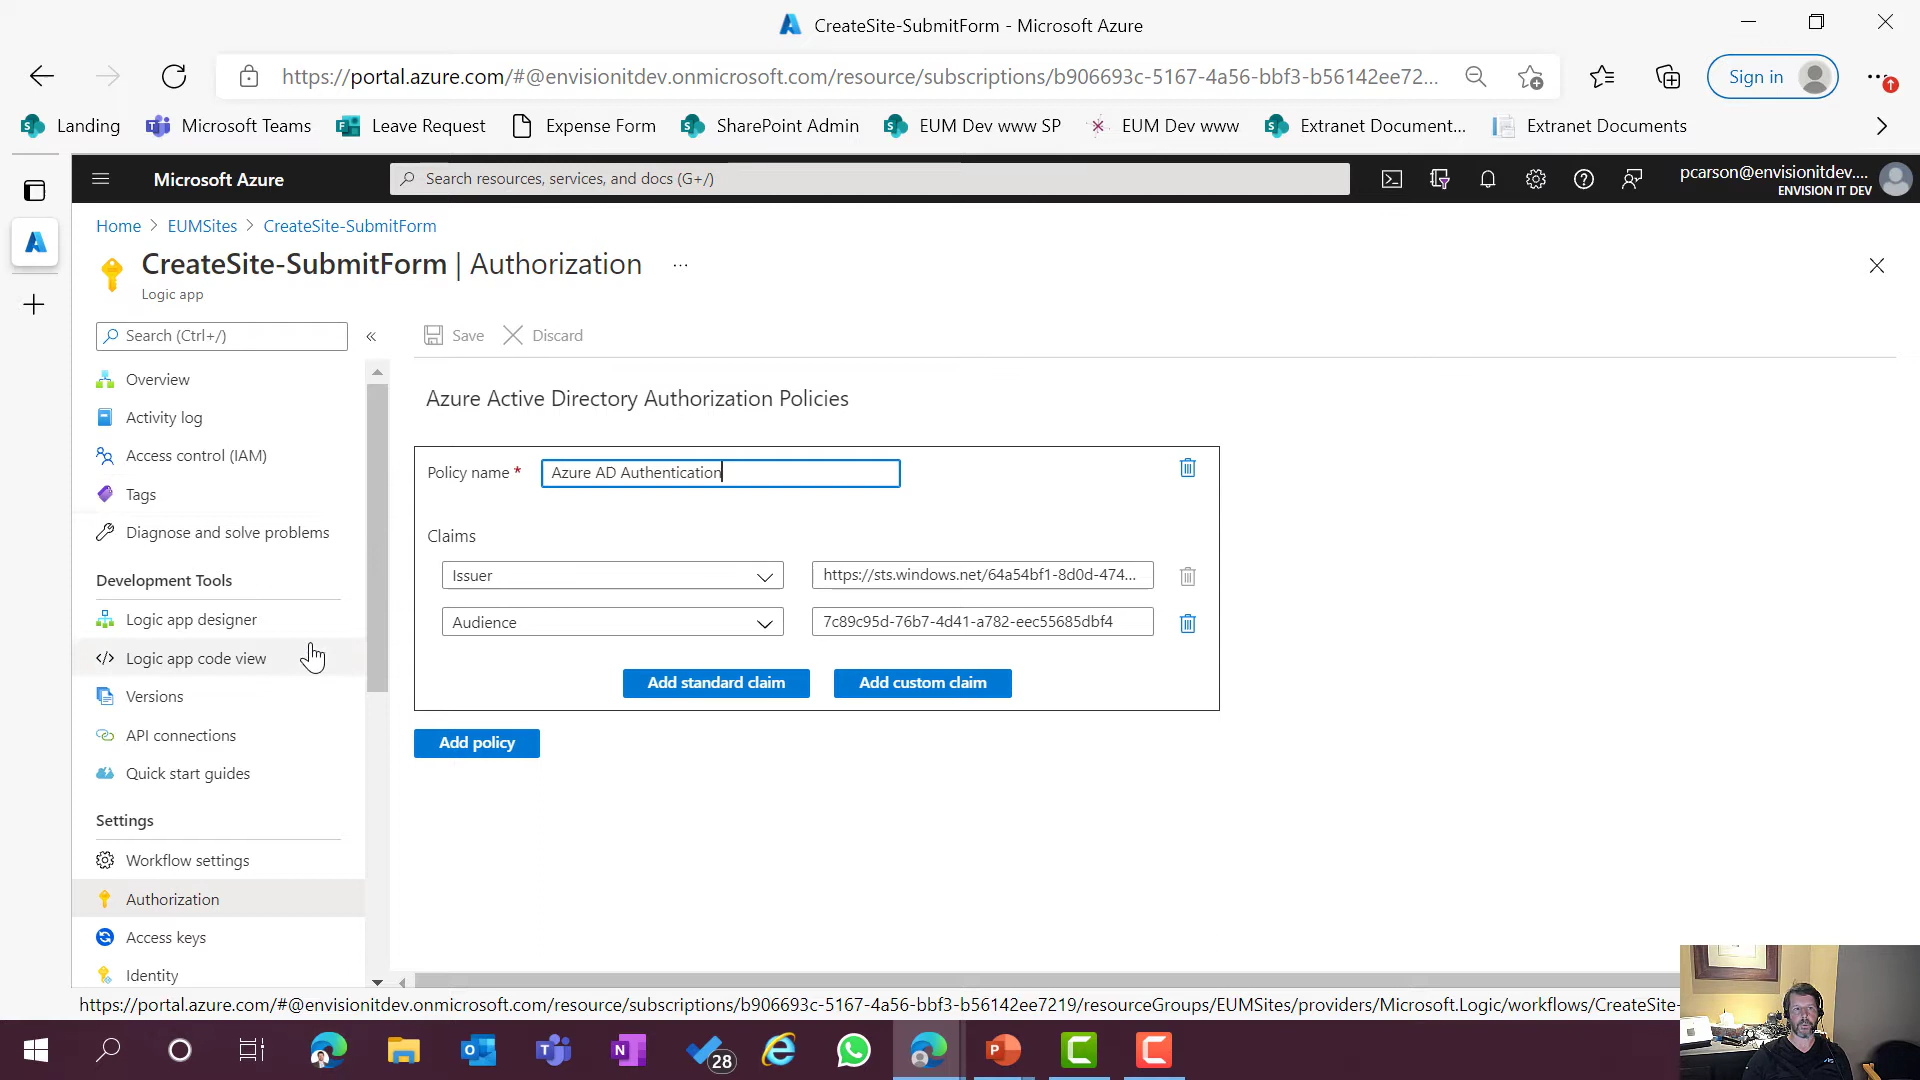 CreateSite-SubmitForm - Microsoft Azure
https://portal.azure.com/#@envisionitdev.onmicrosoft.com/resource/subscriptions/b906693c-5167-4a56-bbf3-b56142ee72...
Sign in
Landing
Microsoft Teams
Leave Request
Expense Form
SharePoint Admin
EUM Dev www SP
EUM Dev www
Extranet Document...
Extranet Documents
Microsoft Azure
Search resources, services, and docs (G+/)
pcarson@envisionitdev....
ENVISION IT DEV
Home > EUMSites > CreateSite-SubmitForm
CreateSite-SubmitForm | Authorization ...
Logic app
Search (Ctrl+/)
«
Save
Discard
Overview
Activity log
Access control (IAM)
Tags
Diagnose and solve problems
Development Tools
Logic app designer
Logic app code view
Versions
API connections
Quick start guides
Settings
Workflow settings
Authorization
Access keys
Identity
Azure Active Directory Authorization Policies
Policy name *
Azure AD Authentication
Claims
Issuer
https://sts.windows.net/64a54bf1-8d0d-474...
Audience
7c89c95d-76b7-4d41-a782-eec55685dbf4
Add standard claim
Add custom claim
Add policy
https://portal.azure.com/#@envisionitdev.onmicrosoft.com/resource/subscriptions/b906693c-5167-4a56-bbf3-b56142ee7219/resourceGroups/EUMSites/providers/Microsoft.Logic/workflows/CreateSite-
28